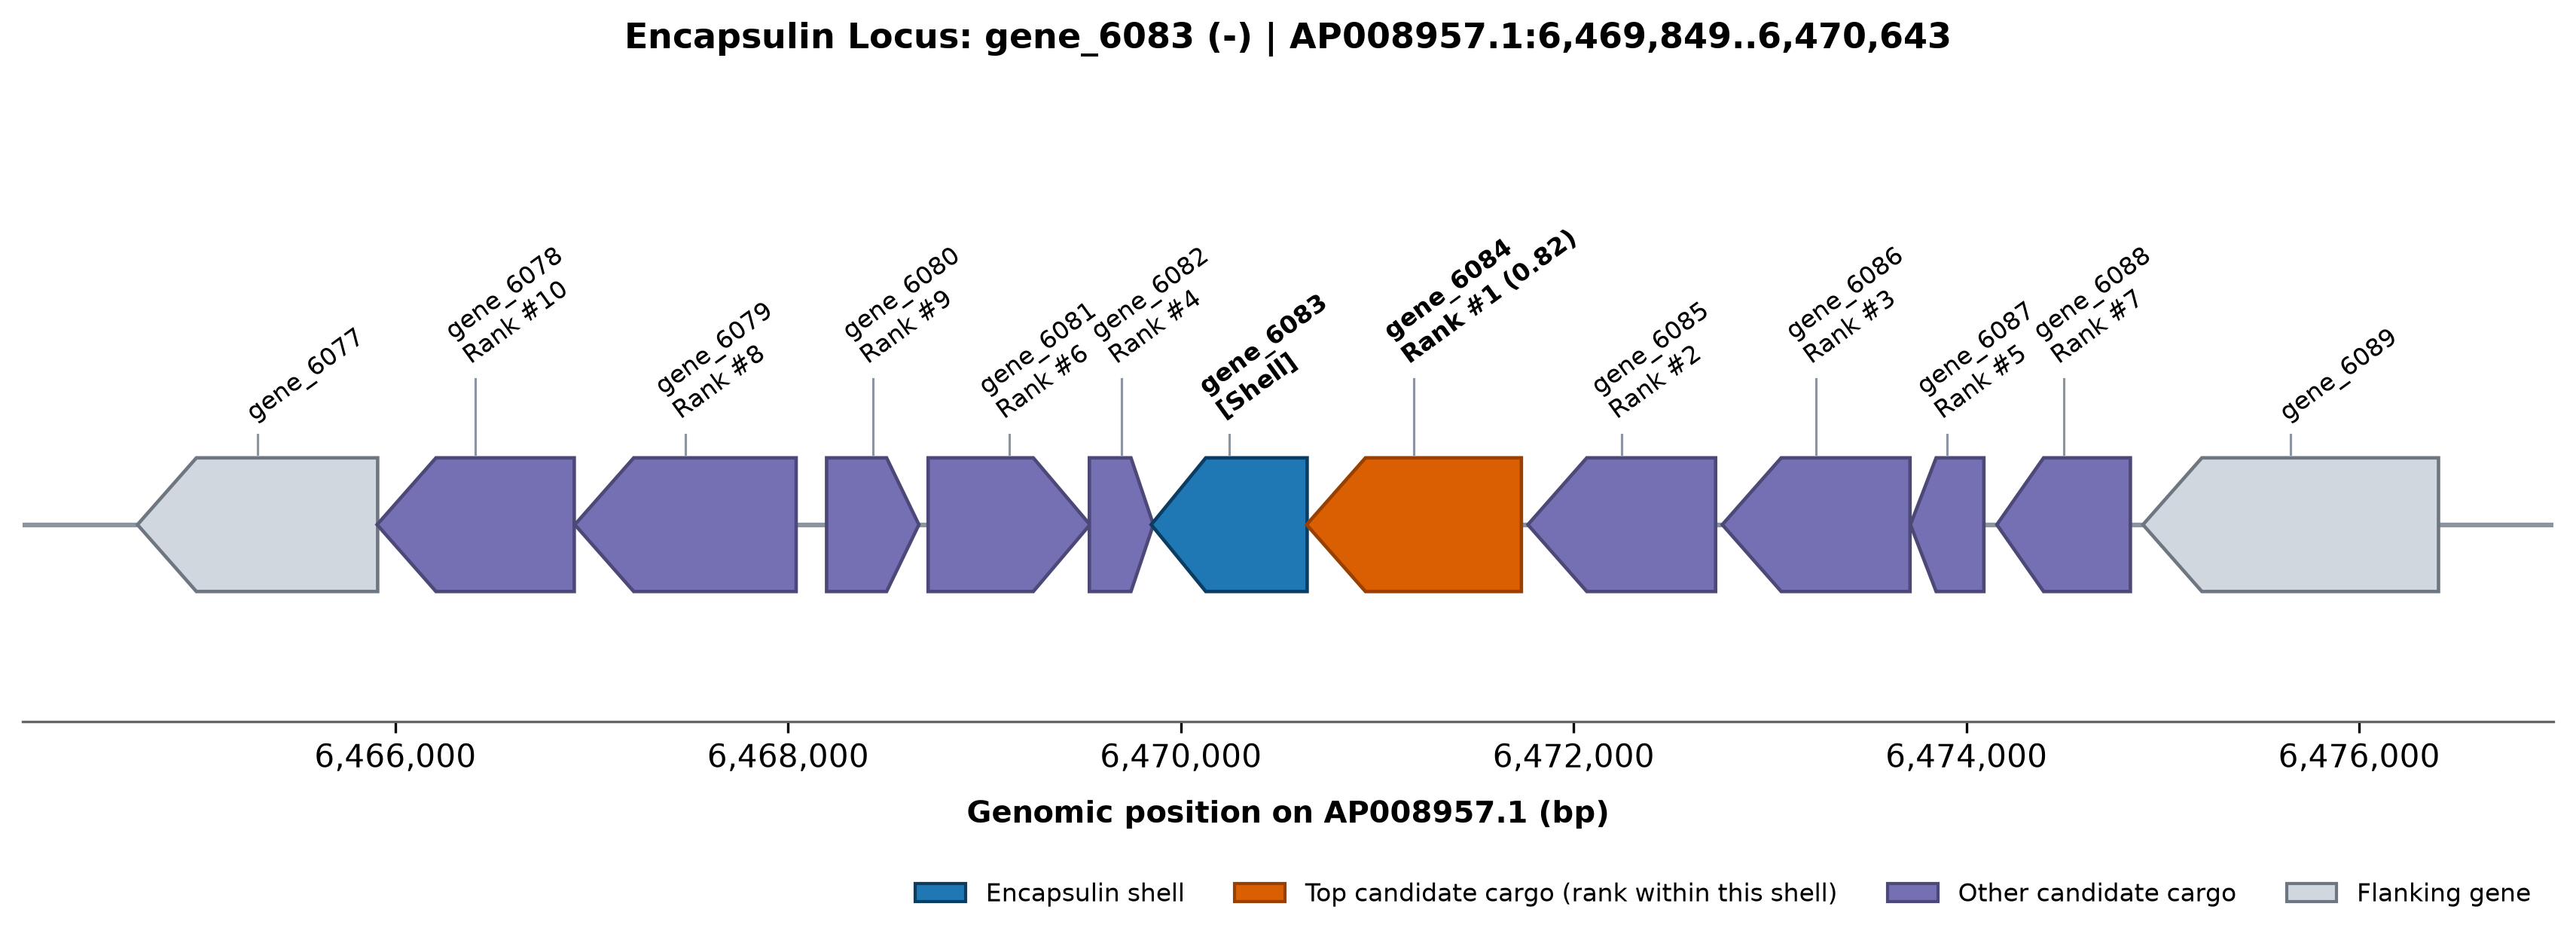 Encapsulin Locus: gene_6083 (-) | AP008957.1:6,469,849..6,470,643
gene_6077
gene_6078
Rank #10
gene_6079
Rank #8
gene_6080
Rank #9
gene_6081
Rank #6
gene_6082
Rank #4
gene_6083
[Shell]
gene_6084
Rank #1 (0.82)
gene_6085
Rank #2
gene_6086
Rank #3
gene_6087
Rank #5
gene_6088
Rank #7
gene_6089
6,466,000
6,468,000
6,470,000
6,472,000
6,474,000
6,476,000
Genomic position on AP008957.1 (bp)
Encapsulin shell
Top candidate cargo (rank within this shell)
Other candidate cargo
Flanking gene